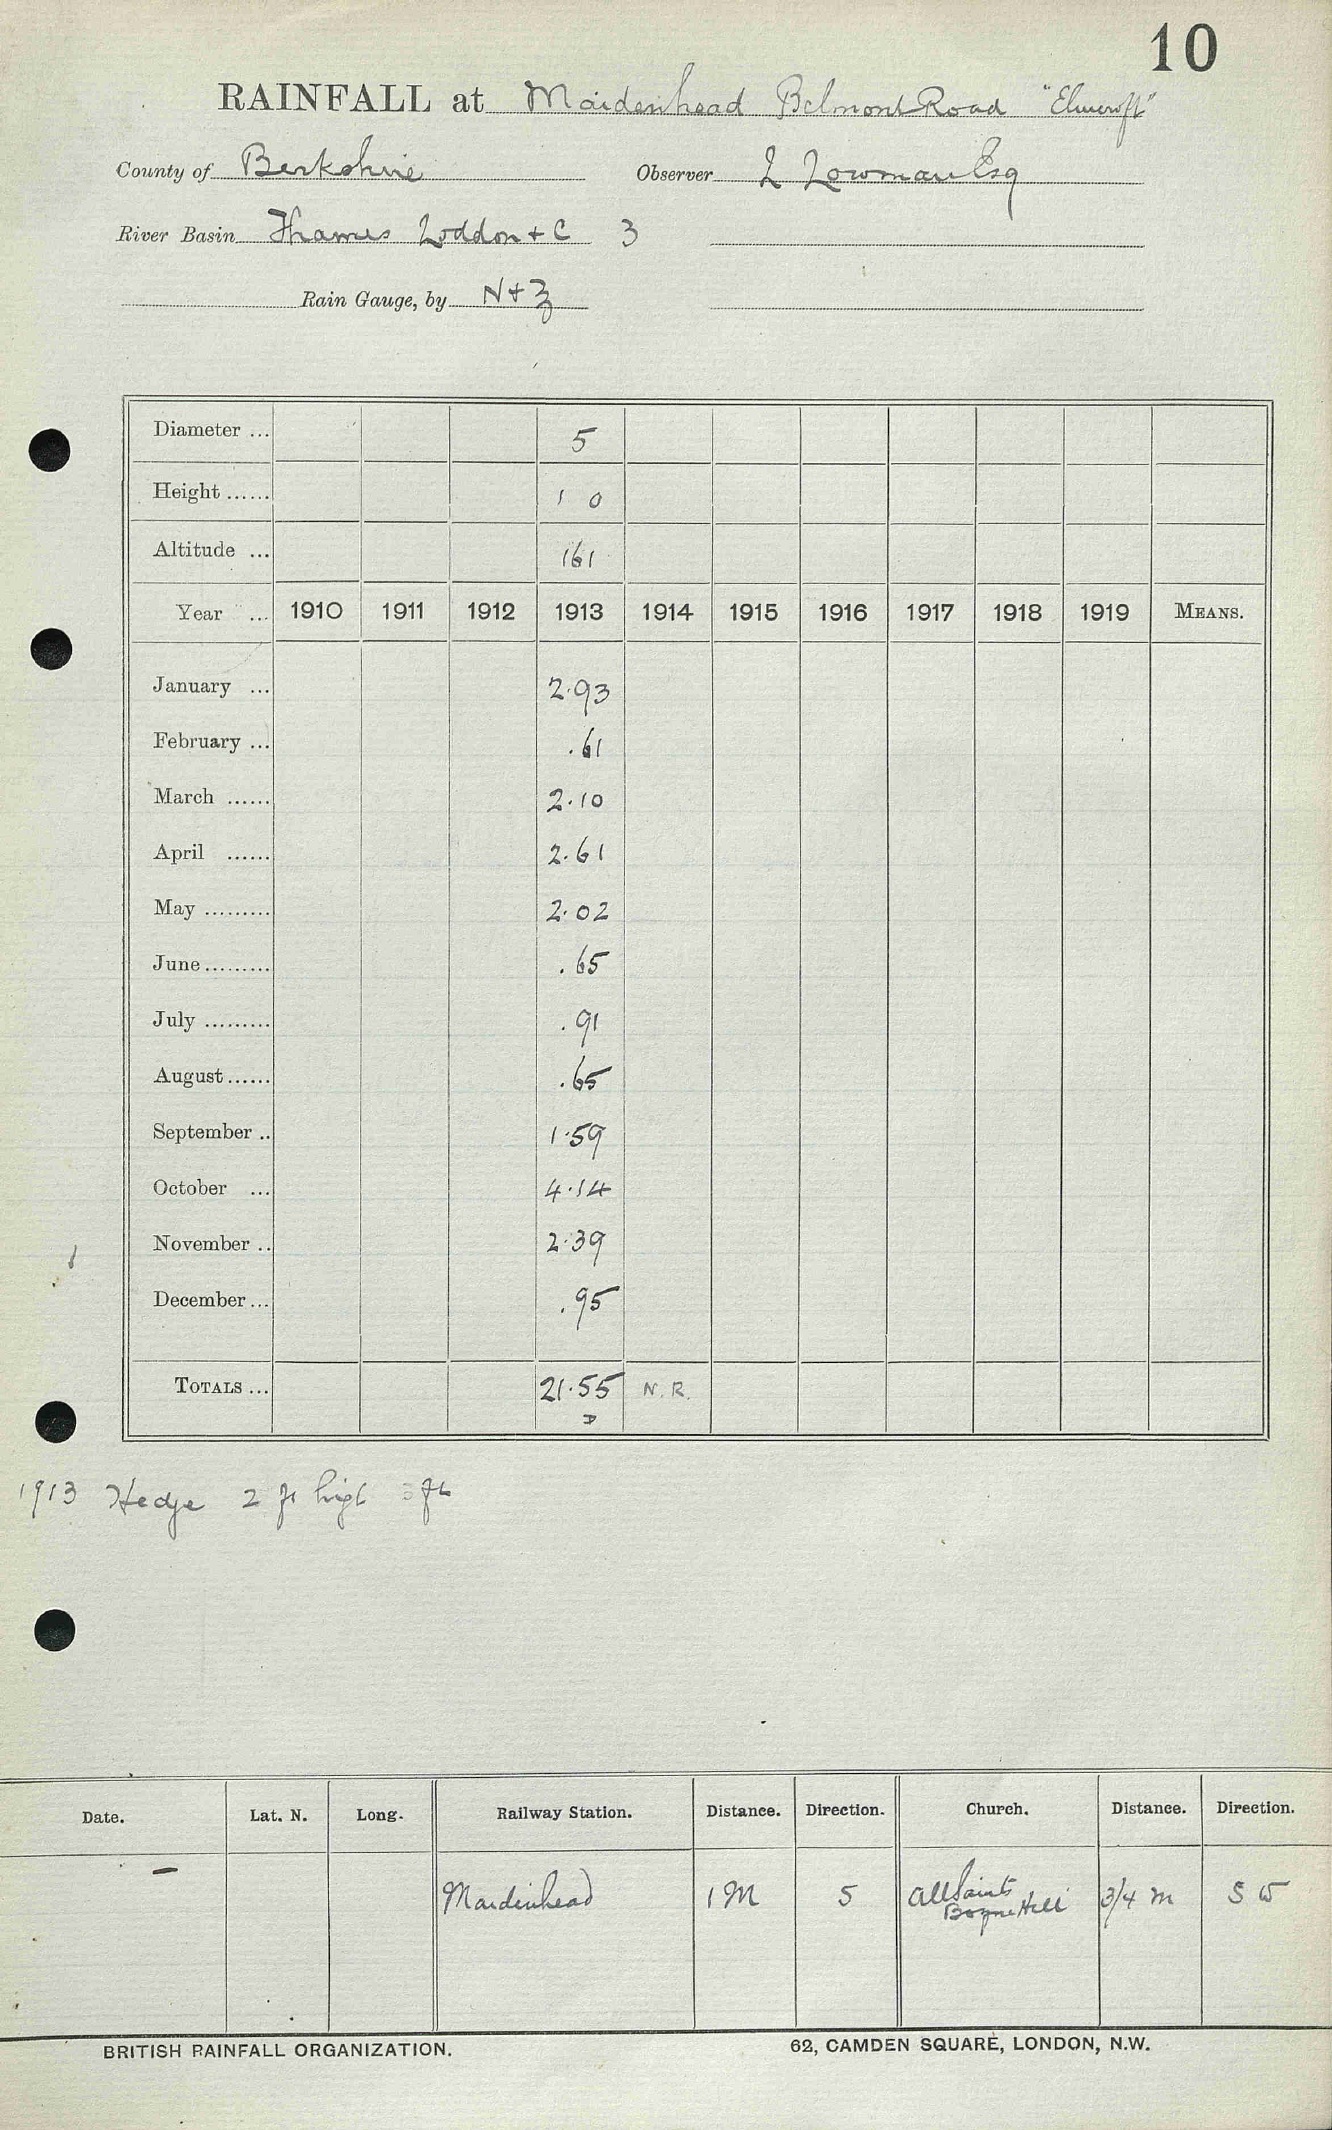 10
RAINFALL at Maidenhead Belmont Road "Elmcroft"
County of Berkshire Observer L Lowman Esq
River Basin Thames Loddon + C 3
Rain Gauge, by N + Z
Diameter ... 5
Height ...... 1 0
Altitude ... 161
Year ... 1910 1911 1912 1913 1914 1915 1916 1917 1918 1919 MEANS.
January ... 2.93
February ... .61
March ...... 2.10
April ...... 2.61
May ......... 2.02
June ......... .65
July ......... .91
August ...... .65
September .. 1.59
October ... 4.14
November .. 2.39
December ... .95
TOTALS ... 21.55 N.R.
D
1913 Hedge 2 ft high 3 ft
Date. Lat. N. Long. Railway Station. Distance. Direction. Church. Distance. Direction.
— Maidenhead 1 M S All Saints 3/4 m S W
Boyne Hill
BRITISH RAINFALL ORGANIZATION. 62, CAMDEN SQUARE, LONDON, N.W.